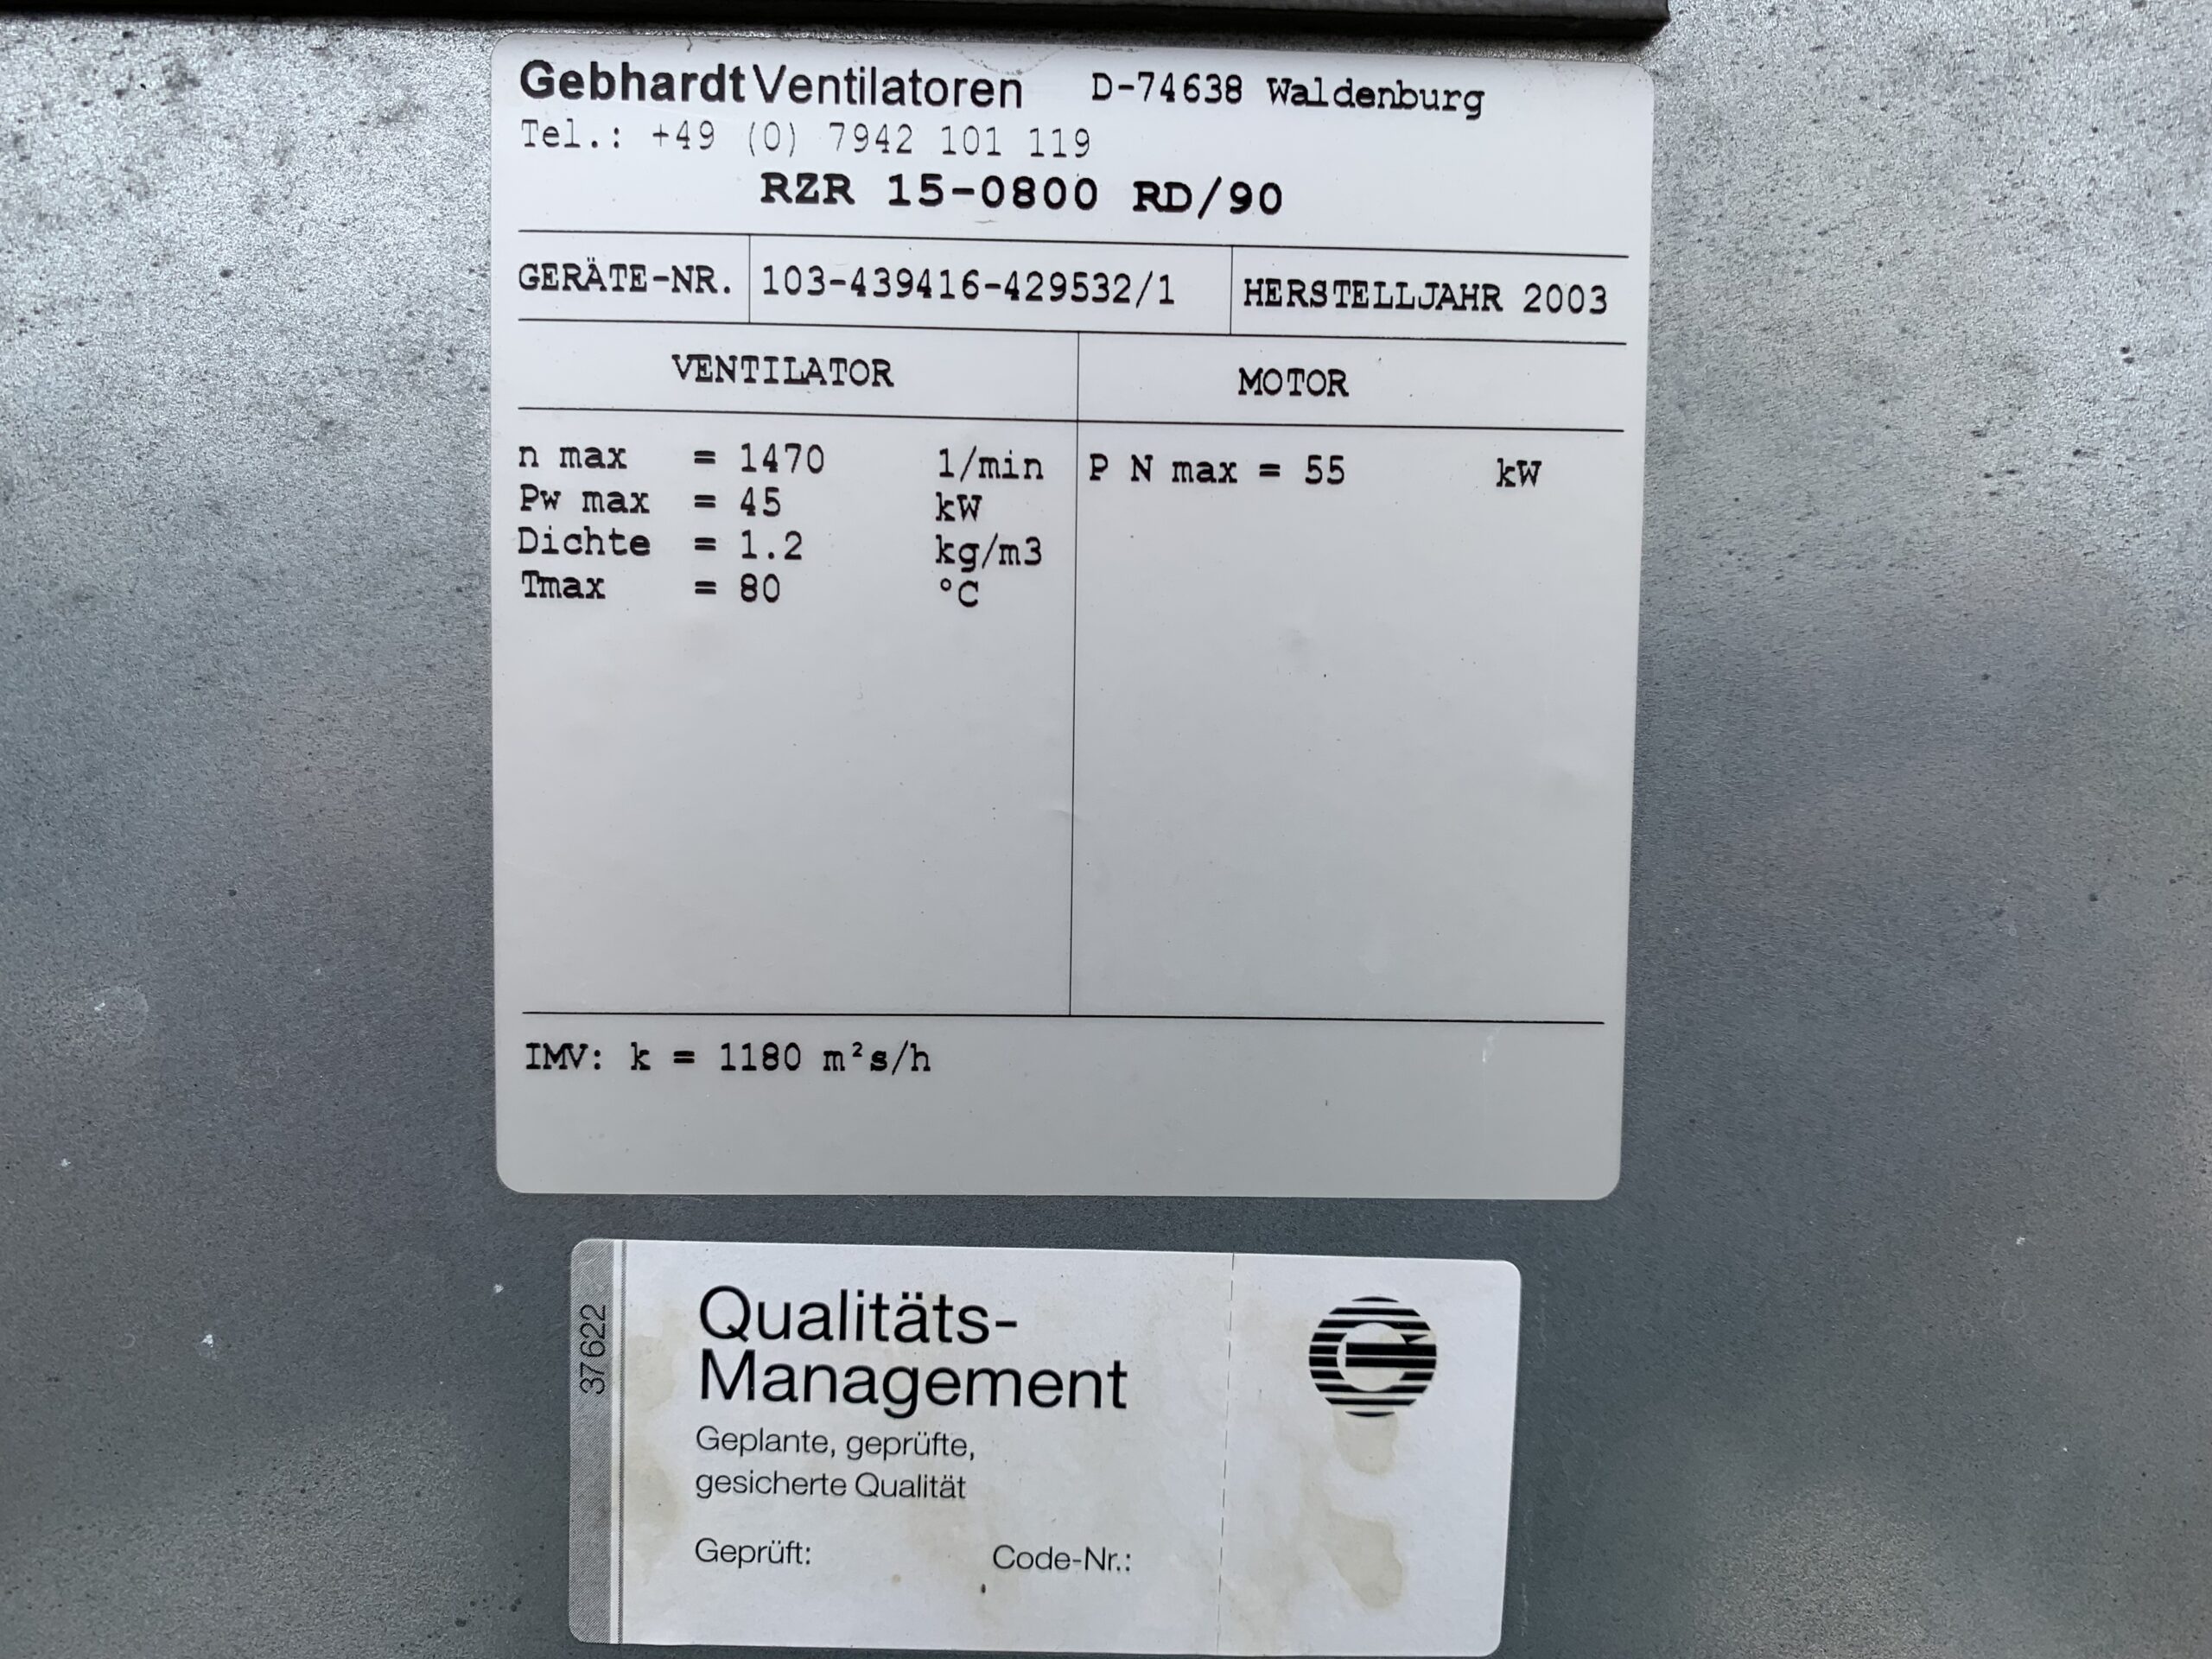 Gebhardt Ventilatoren D-74638 Waldenburg
Tel.: +49 (0) 7942 101 119
RZR 15-0800 RD/90
GERÄTE-NR. 103-439416-429532/1 HERSTELLJAHR 2003
VENTILATOR MOTOR
n max = 1470 1/min P N max = 55 kW
Pw max = 45 kW
Dichte = 1.2 kg/m3
Tmax = 80 °C
IMV: k = 1180 m²s/h
37622
Qualitäts-
Management
Geplante, geprüfte,
gesicherte Qualität
Geprüft: Code-Nr.: